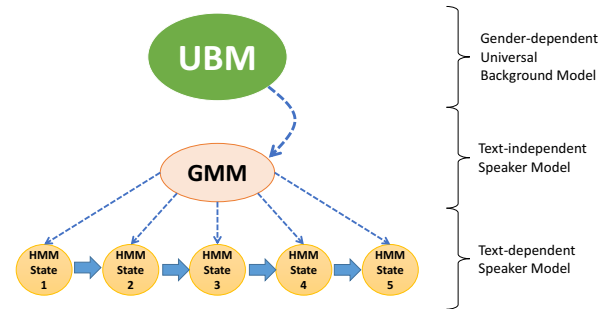 UBM
Gender-dependent
Universal
Background Model
GMM
Text-independent
Speaker Model
HMM
State
1
HMM
State
2
HMM
State
3
HMM
State
4
HMM
State
5
Text-dependent
Speaker Model